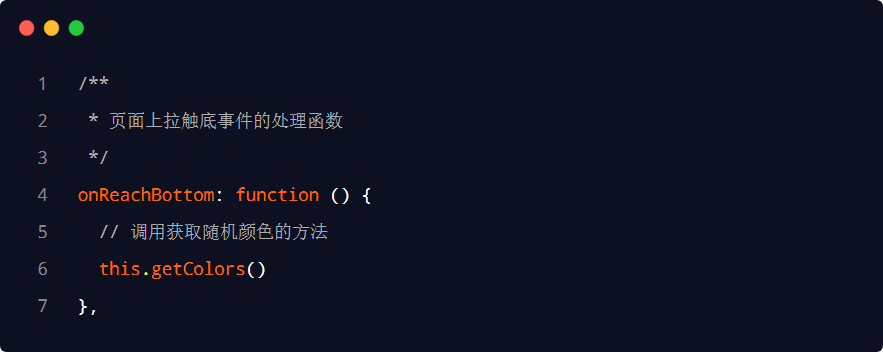 1 /**
2 * 页面上拉触底事件的处理函数
3 */
4 onReachBottom: function () {
5 // 调用获取随机颜色的方法
6 this.getColors()
7 },